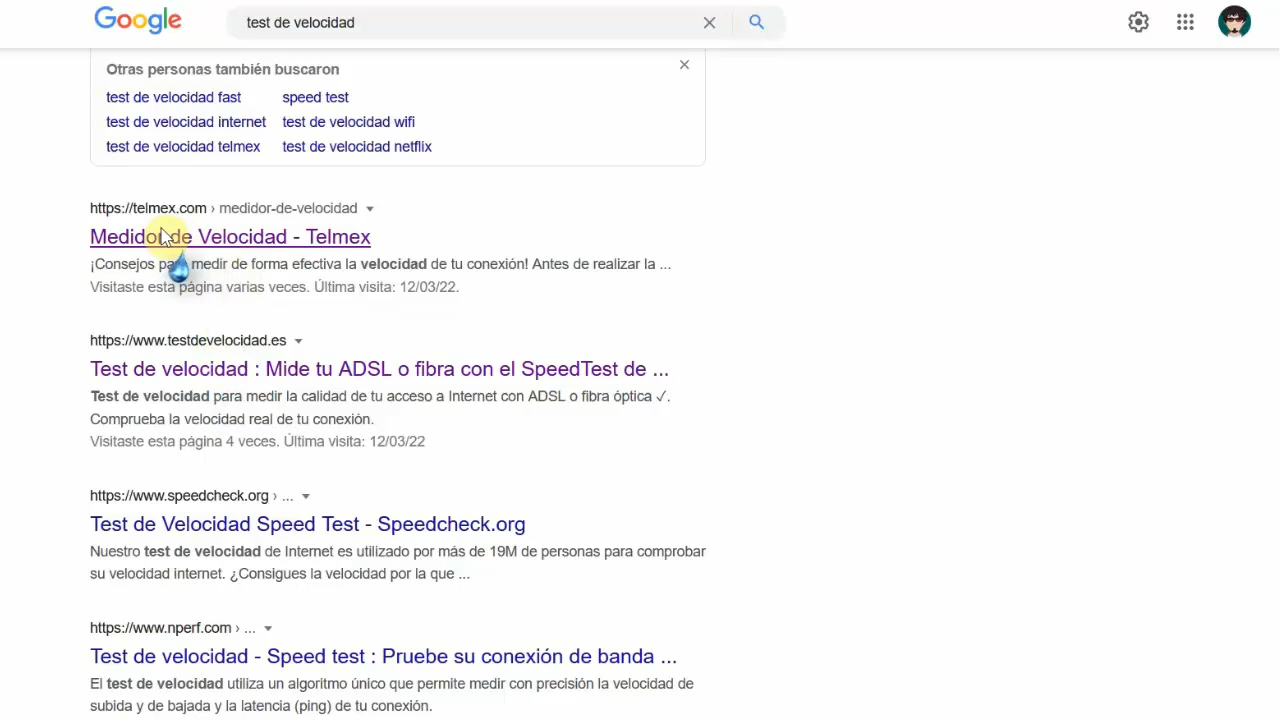 Google
test de velocidad
Otras personas también buscaron
test de velocidad fast
speed test
test de velocidad internet
test de velocidad wifi
test de velocidad telmex
test de velocidad netflix
https://telmex.com › medidor-de-velocidad
Medidor de Velocidad - Telmex
¡Consejos para medir de forma efectiva la velocidad de tu conexión! Antes de realizar la ...
Visitaste esta página varias veces. Última visita: 12/03/22.
https://www.testdevelocidad.es
Test de velocidad : Mide tu ADSL o fibra con el SpeedTest de ...
Test de velocidad para medir la calidad de tu acceso a Internet con ADSL o fibra óptica ✓.
Comprueba la velocidad real de tu conexión.
Visitaste esta página 4 veces. Última visita: 12/03/22
https://www.speedcheck.org › ...
Test de Velocidad Speed Test - Speedcheck.org
Nuestro test de velocidad de Internet es utilizado por más de 19M de personas para comprobar
su velocidad internet. ¿Consigues la velocidad por la que ...
https://www.nperf.com › ...
Test de velocidad - Speed test : Pruebe su conexión de banda ...
El test de velocidad utiliza un algoritmo único que permite medir con precisión la velocidad de
subida y de bajada y la latencia (ping) de tu conexión.